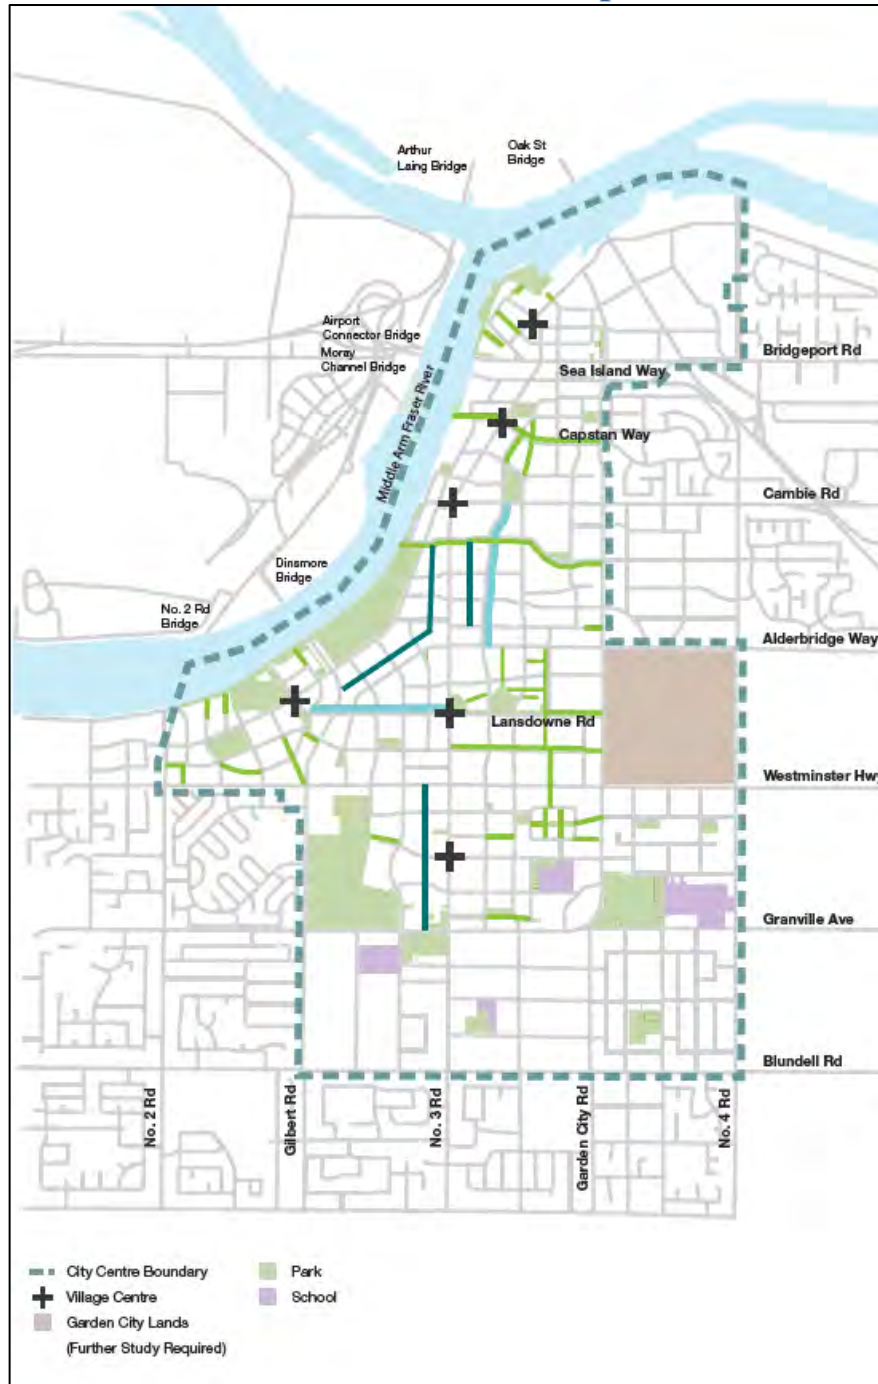 Arthur
Laing Bridge
Oak St
Bridge
Airport
Connector Bridge
Moray
Channel Bridge
Middle Arm Fraser River
Bridgeport Rd
Sea Island Way
Capstan Way
Cambie Rd
Dinsmore
Bridge
No. 2 Rd
Bridge
Alderbridge Way
Lansdowne Rd
Westminster Hwy
Granville Ave
Blundell Rd
No. 2 Rd
Gilbert Rd
No. 3 Rd
Garden City Rd
No. 4 Rd
City Centre Boundary
Village Centre
Garden City Lands
(Further Study Required)
Park
School